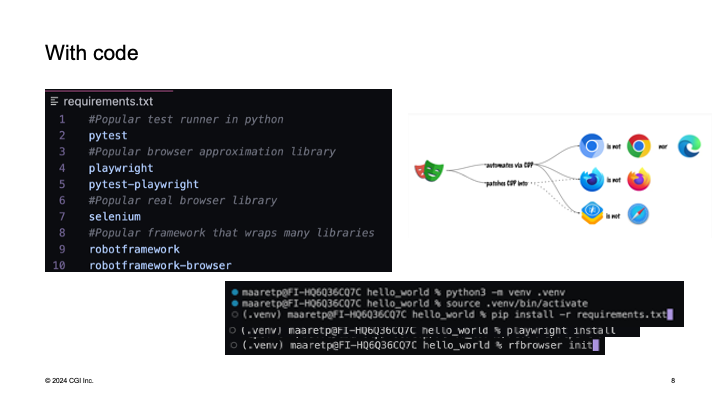 With code
requirements.txt
1 #Popular test runner in python
2 pytest
3 #Popular browser approximation library
4 playwright
5 pytest-playwright
6 #Popular real browser library
7 selenium
8 #Popular framework that wraps many libraries
9 robotframework
10 robotframework-browser
automates via CDP
patches CDP into
is not
nor
is not
is not
maaretp@FI-HQ6Q36CQ7C hello_world % python3 -m venv .venv
maaretp@FI-HQ6Q36CQ7C hello_world % source .venv/bin/activate
(.venv) maaretp@FI-HQ6Q36CQ7C hello_world % pip install -r requirements.txt
(.venv) maaretp@FI-HQ6Q36CQ7C hello_world % playwright install
(.venv) maaretp@FI-HQ6Q36CQ7C hello_world % rfbrowser init
© 2024 CGI Inc.
8